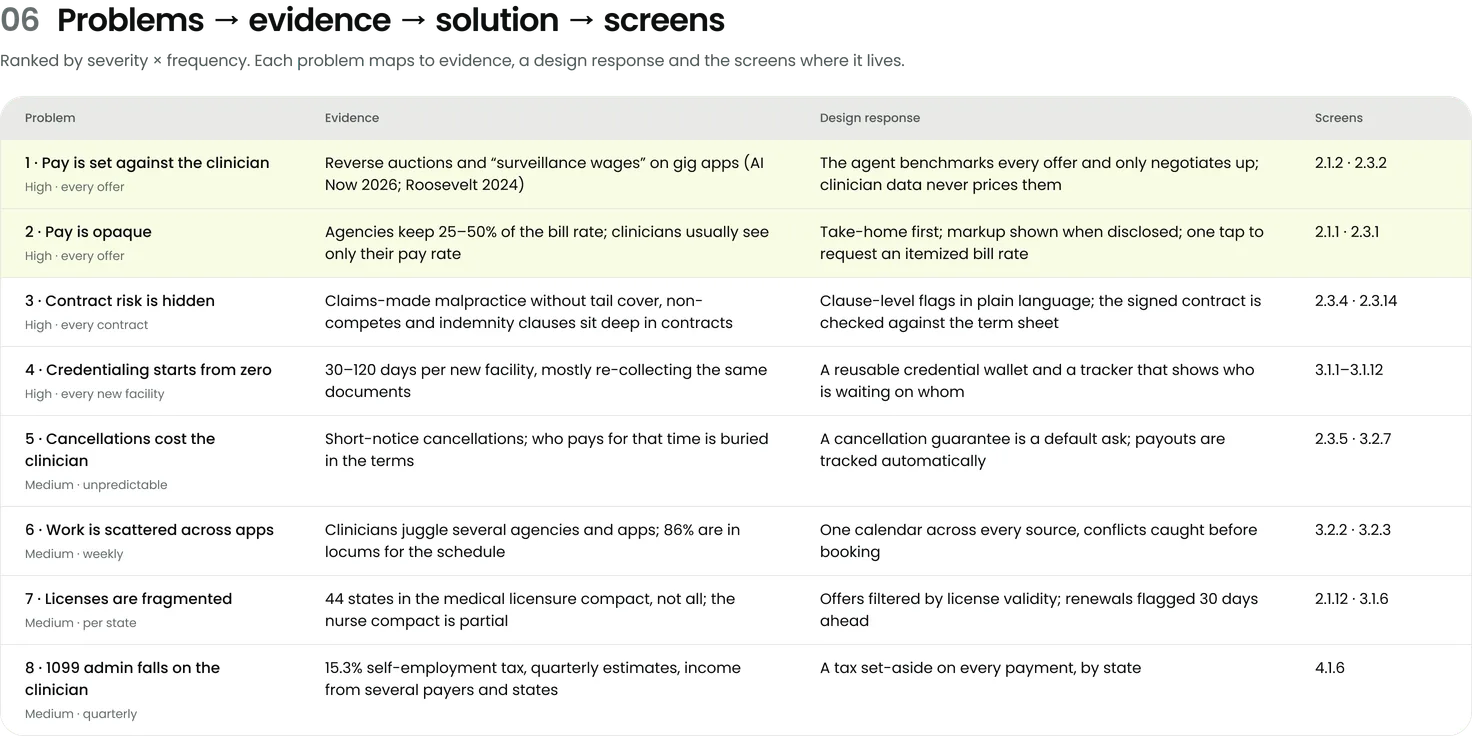 06 Problems → evidence → solution → screens
Ranked by severity × frequency. Each problem maps to evidence, a design response and the screens where it lives.
Problem
Evidence
Design response
Screens
1 · Pay is set against the clinician
High · every offer
Reverse auctions and “surveillance wages” on gig apps (AI
Now 2026; Roosevelt 2024)
The agent benchmarks every offer and only negotiates up;
clinician data never prices them
2.1.2 · 2.3.2
2 · Pay is opaque
High · every offer
Agencies keep 25–50% of the bill rate; clinicians usually see
only their pay rate
Take-home first; markup shown when disclosed; one tap to
request an itemized bill rate
2.1.1 · 2.3.1
3 · Contract risk is hidden
High · every contract
Claims-made malpractice without tail cover, non-
competes and indemnity clauses sit deep in contracts
Clause-level flags in plain language; the signed contract is
checked against the term sheet
2.3.4 · 2.3.14
4 · Credentialing starts from zero
High · every new facility
30–120 days per new facility, mostly re-collecting the same
documents
A reusable credential wallet and a tracker that shows who
is waiting on whom
3.1.1–3.1.12
5 · Cancellations cost the
clinician
Medium · unpredictable
Short-notice cancellations; who pays for that time is buried
in the terms
A cancellation guarantee is a default ask; payouts are
tracked automatically
2.3.5 · 3.2.7
6 · Work is scattered across apps
Medium · weekly
Clinicians juggle several agencies and apps; 86% are in
locums for the schedule
One calendar across every source, conflicts caught before
booking
3.2.2 · 3.2.3
7 · Licenses are fragmented
Medium · per state
44 states in the medical licensure compact, not all; the
nurse compact is partial
Offers filtered by license validity; renewals flagged 30 days
ahead
2.1.12 · 3.1.6
8 · 1099 admin falls on the
clinician
Medium · quarterly
15.3% self-employment tax, quarterly estimates, income
from several payers and states
A tax set-aside on every payment, by state
4.1.6